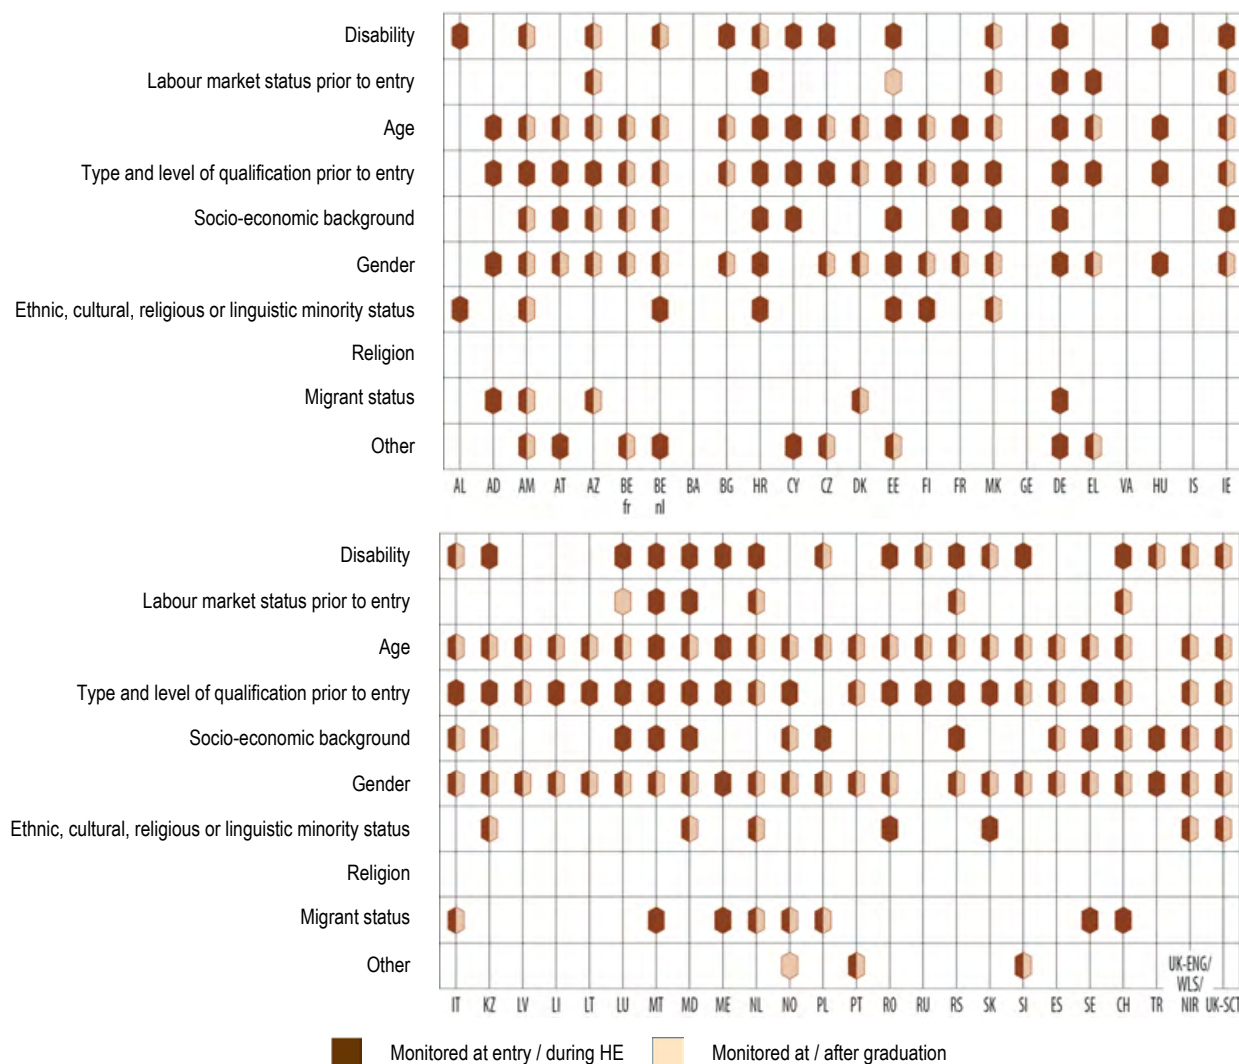 Disability
Labour market status prior to entry
Age
Type and level of qualification prior to entry
Socio-economic background
Gender
Ethnic, cultural, religious or linguistic minority status
Religion
Migrant status
Other
AL AD AM AT AZ BE BE BA BG HR CY CZ DK EE FI FR MK GE DE EL VA HU IS IE
fr nl
Disability
Labour market status prior to entry
Age
Type and level of qualification prior to entry
Socio-economic background
Gender
Ethnic, cultural, religious or linguistic minority status
Religion
Migrant status
Other
UK-ENG/
WLS/
IT KZ LV LI LT LU MT MD ME NL NO PL PT RO RU RS SK SI ES SE CH TR NIR UK-SCT
Monitored at entry / during HE Monitored at / after graduation